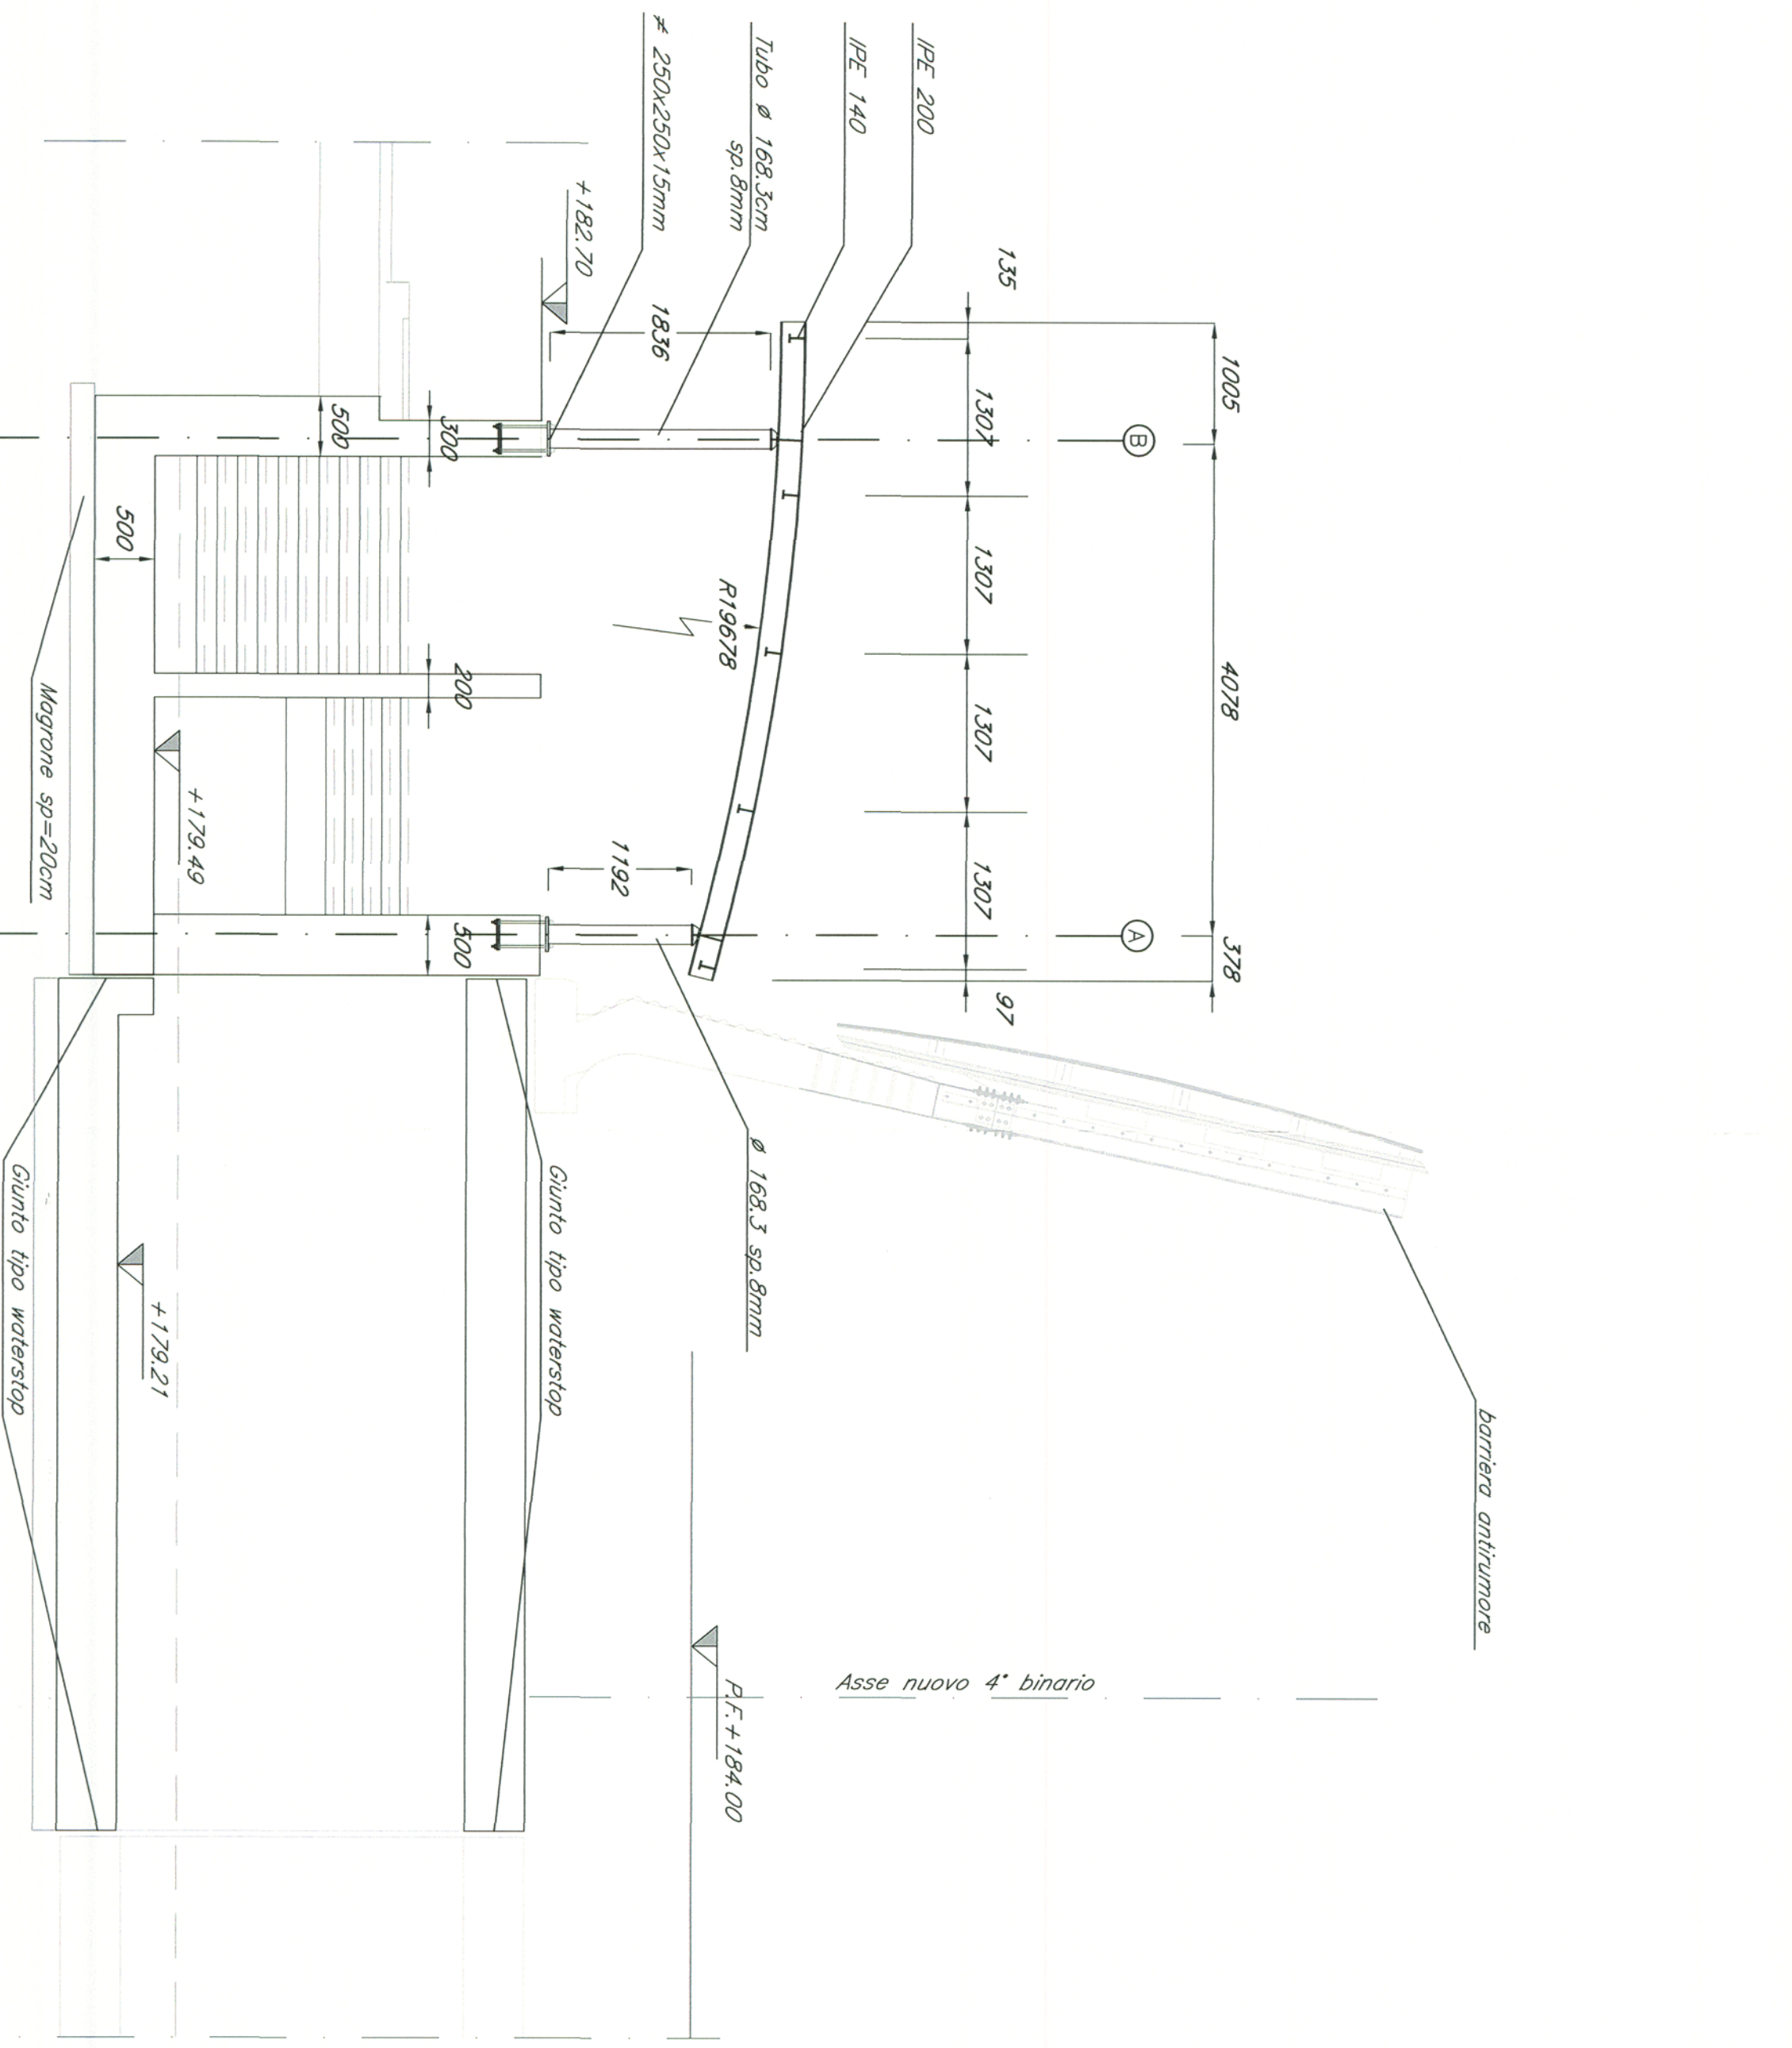 IPE 200
IPE 140
Tubo ø 168.3cm
sp.8mm
≠ 250x250x15mm
+182.70
135
1307
1307
1307
1307
97
1005
4078
378
B
A
1836
1192
R19678
500
300
500
200
500
+179.49
Magrone sp=20cm
ø 168.3 sp.8mm
Giunto tipo waterstop
Giunto tipo waterstop
+179.21
barriera antirumore
Asse nuovo 4° binario
P.F.+184.00